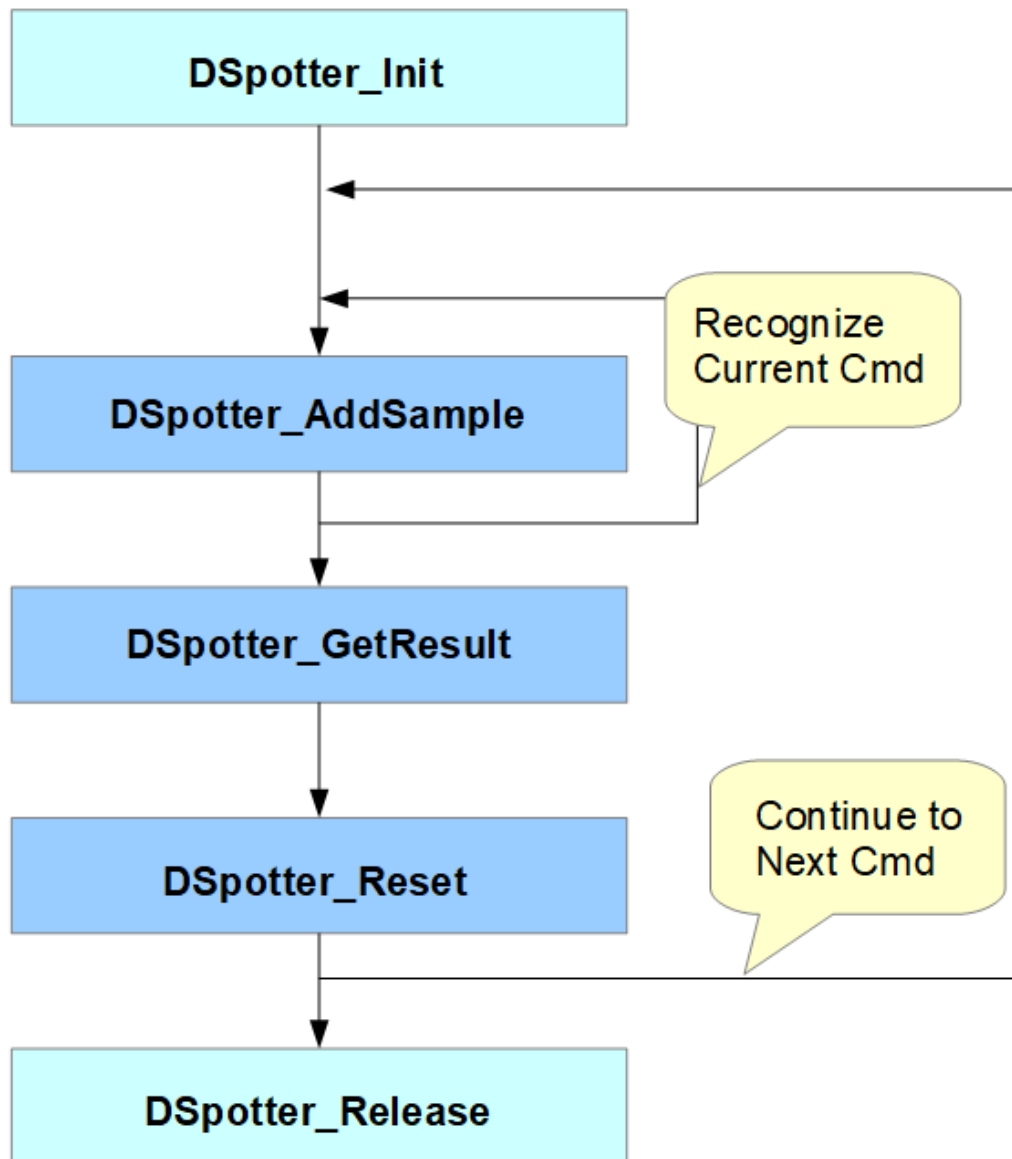 DSpotter_Init
Recognize
Current Cmd
DSpotter_AddSample
DSpotter_GetResult
Continue to
Next Cmd
DSpotter_Reset
DSpotter_Release